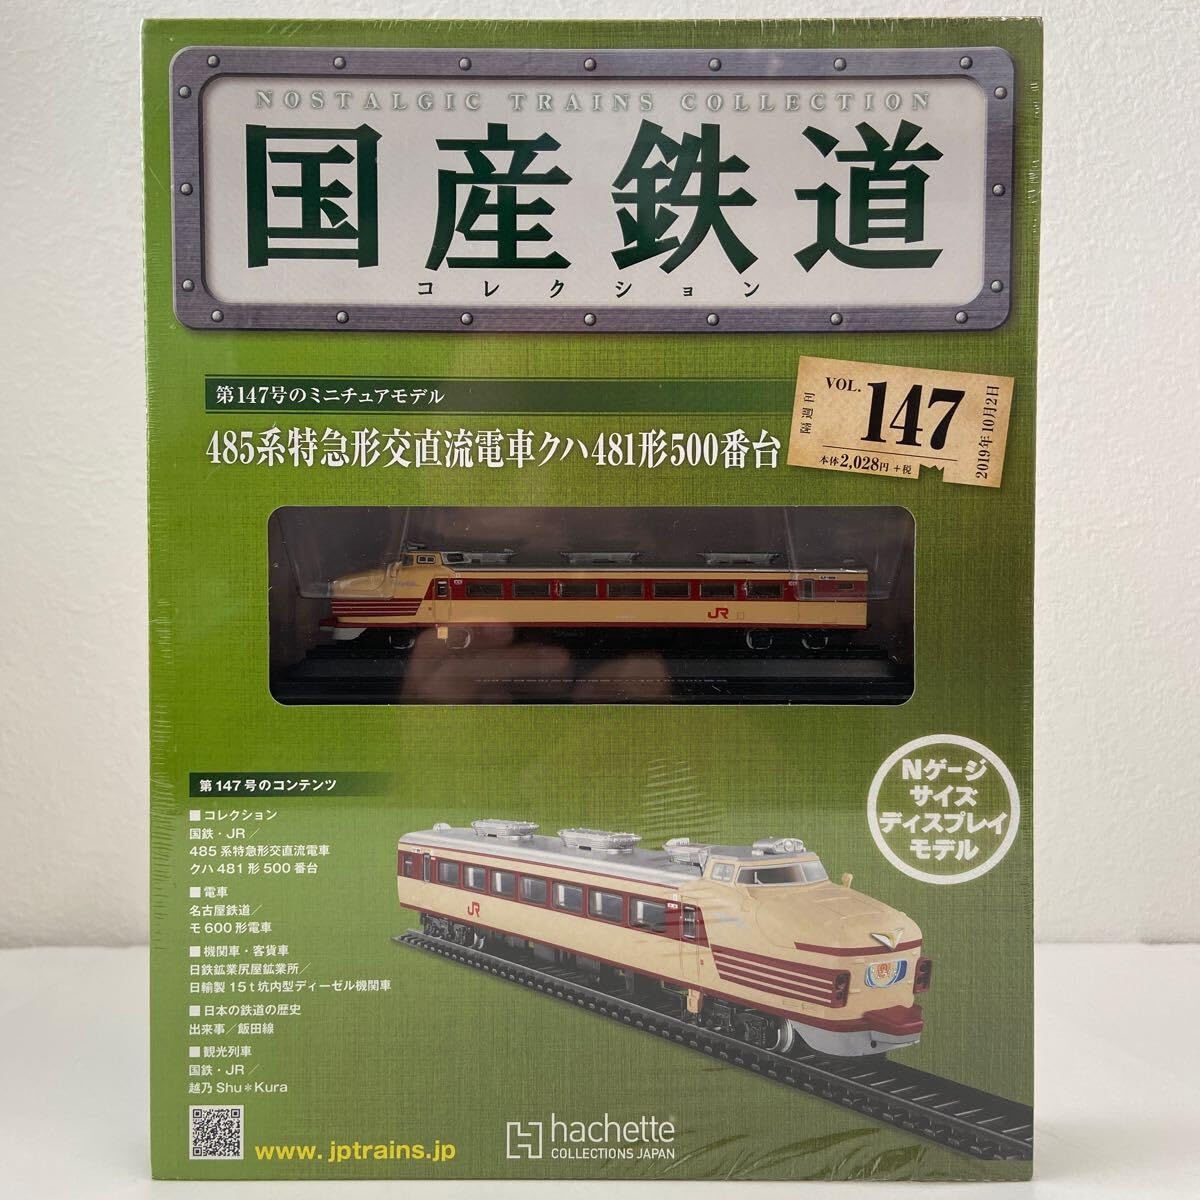 NOSTALGIC TRAINS COLLECTION
国産鉄道
コレクション
第147号のミニチュアモデル
485系特急形交直流電車クハ481形500番台
隔週刊
VOL. 147
本体2,028円+税
2019年10月2日
JR
Nゲージ
サイズ
ディスプレイ
モデル
第147号のコンテンツ
■コレクション
国鉄・JR/
485系特急形交直流電車
クハ481形500番台
■電車
名古屋鉄道/
モ600形電車
■機関車・客貨車
日鉄鉱業尻屋鉱業所/
日輸製15t坑内型ディーゼル機関車
■日本の鉄道の歴史
出来事/飯田線
■観光列車
国鉄・JR/
越乃Shu*Kura
JR
www.jptrains.jp
hachette
COLLECTIONS JAPAN